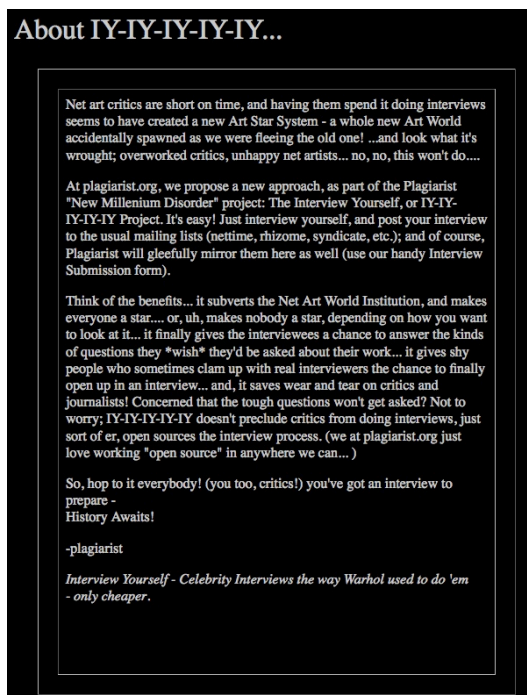 About IY-IY-IY-IY-IY...
Net art critics are short on time, and having them spend it doing interviews
seems to have created a new Art Star System - a whole new Art World
accidentally spawned as we were fleeing the old one! ...and look what it's
wrought; overworked critics, unhappy net artists... no, no, this won't do....
At plagiarist.org, we propose a new approach, as part of the Plagiarist
"New Millenium Disorder" project: The Interview Yourself, or IY-IY-
IY-IY-IY Project. It's easy! Just interview yourself, and post your interview
to the usual mailing lists (nettime, rhizome, syndicate, etc.); and of course,
Plagiarist will gleefully mirror them here as well (use our handy Interview
Submission form).
Think of the benefits... it subverts the Net Art World Institution, and makes
everyone a star.... or, uh, makes nobody a star, depending on how you want
to look at it... it finally gives the interviewees a chance to answer the kinds
of questions they *wish* they'd be asked about their work... it gives shy
people who sometimes clam up with real interviewers the chance to finally
open up in an interview... and, it saves wear and tear on critics and
journalists! Concerned that the tough questions won't get asked? Not to
worry; IY-IY-IY-IY-IY doesn't preclude critics from doing interviews, just
sort of er, open sources the interview process. (we at plagiarist.org just
love working "open source" in anywhere we can... )
So, hop to it everybody! (you too, critics!) you've got an interview to
prepare -
History Awaits!
-plagiarist
Interview Yourself - Celebrity Interviews the way Warhol used to do 'em
- only cheaper.